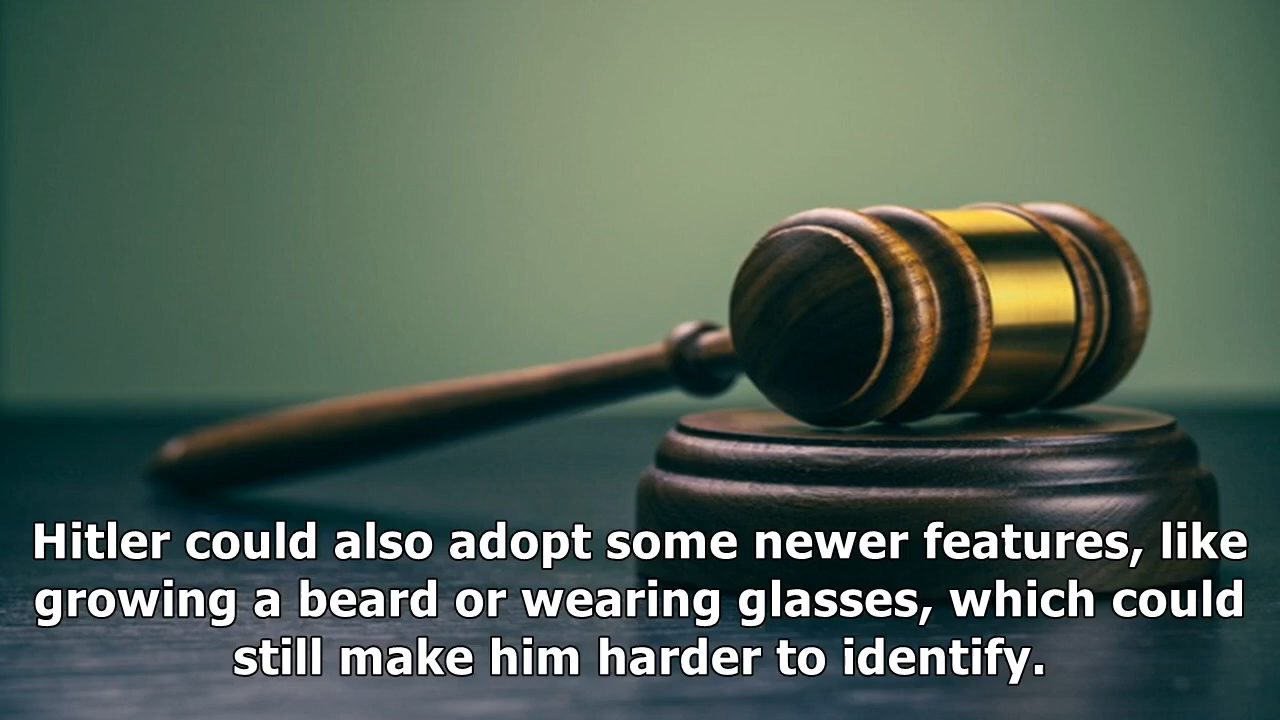 Hitler could also adopt some newer features, like
growing a beard or wearing glasses, which could
still make him harder to identify.